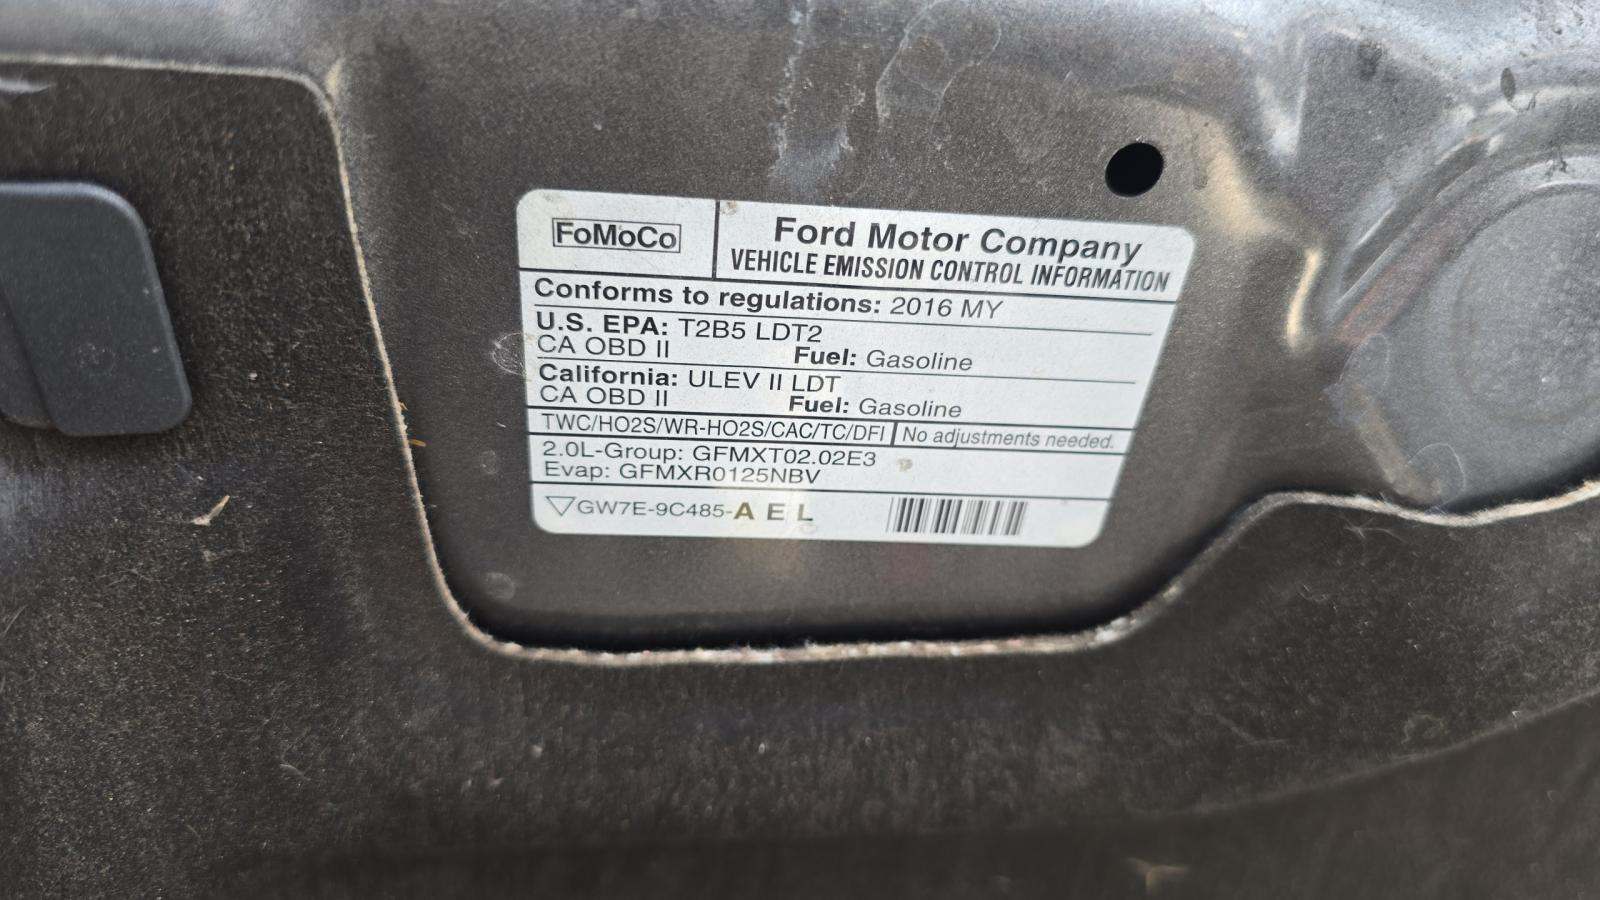 FoMoCo
Ford Motor Company
VEHICLE EMISSION CONTROL INFORMATION
Conforms to regulations: 2016 MY
U.S. EPA: T2B5 LDT2
CA OBD II Fuel: Gasoline
California: ULEV II LDT
CA OBD II Fuel: Gasoline
TWC/HO2S/WR-HO2S/CAC/TC/DFI No adjustments needed.
2.0L-Group: GFMXT02.02E3
Evap: GFMXR0125NBV
GW7E-9C485-A E L